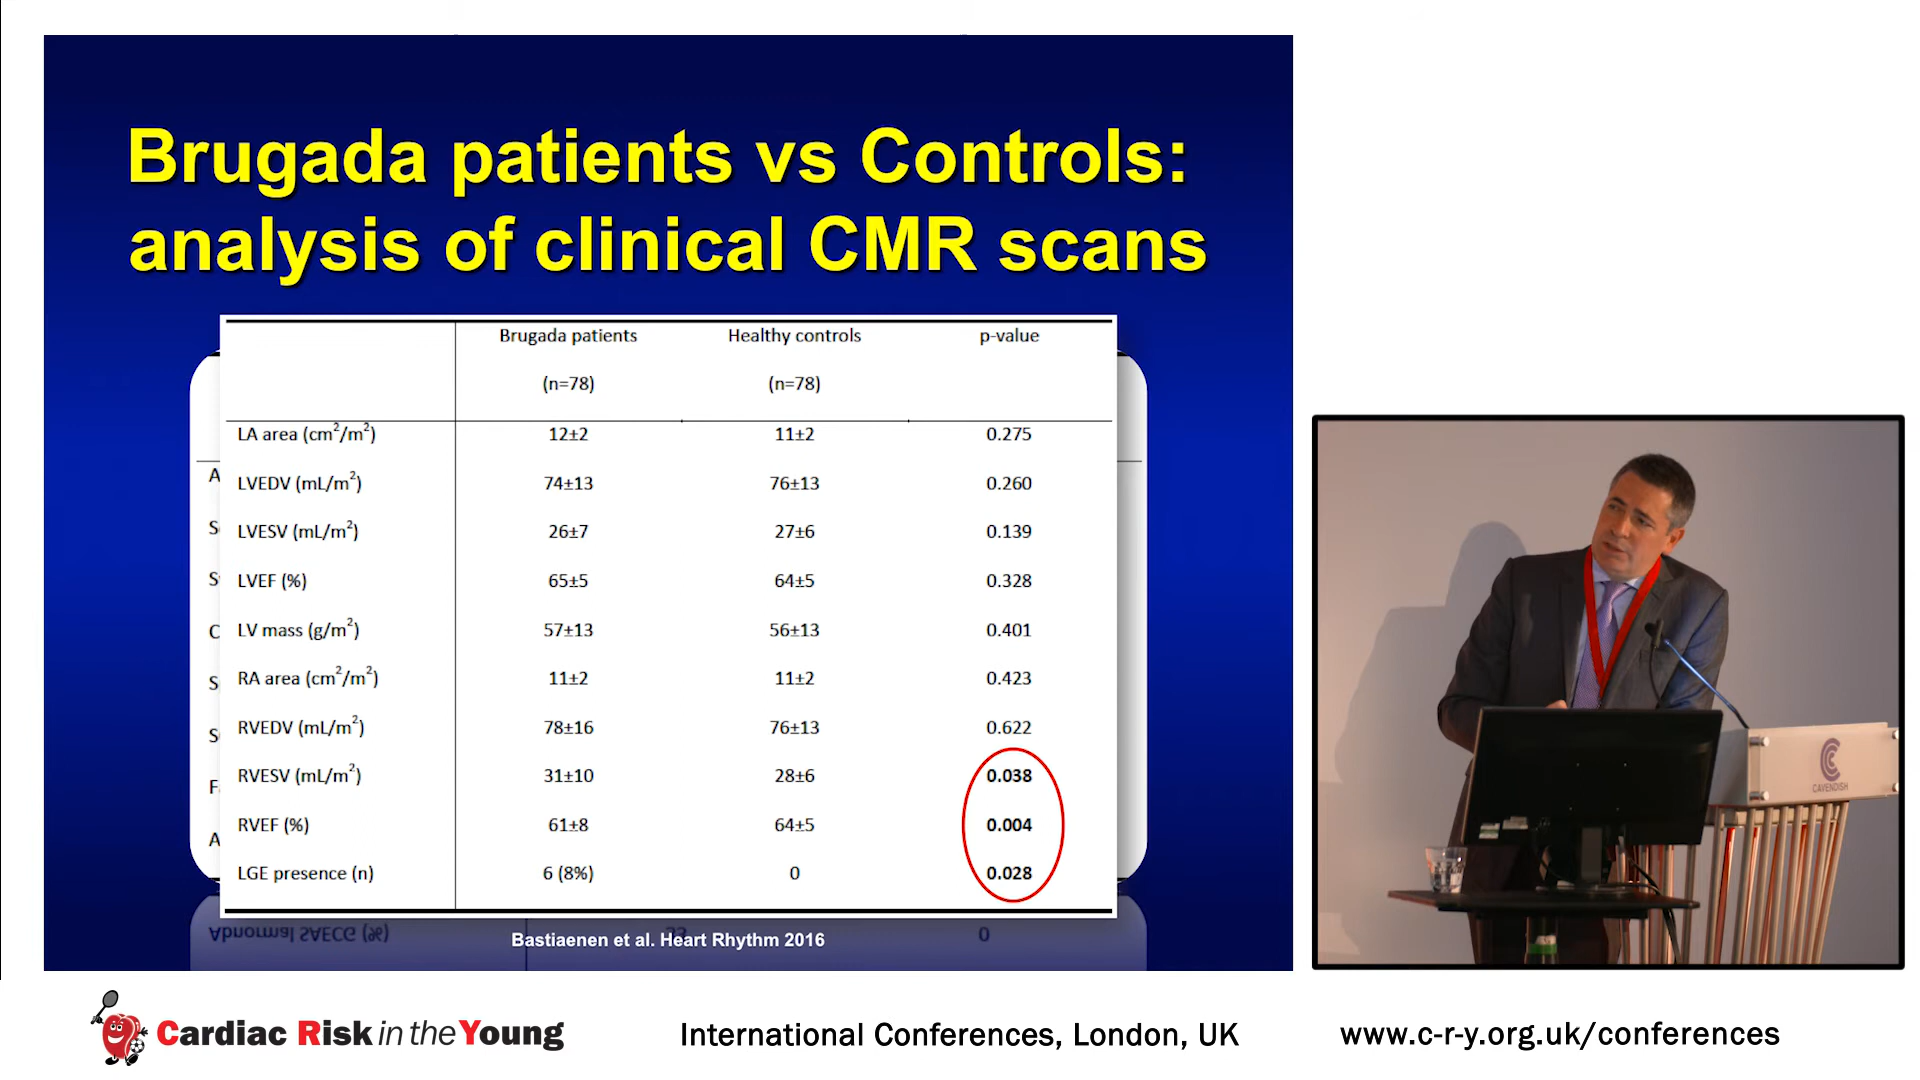 Brugada patients vs Controls:
analysis of clinical CMR scans
Brugada patients Healthy controls p-value
(n=78) (n=78)
LA area (cm²/m²) 12±2 11±2 0.275
LVEDV (mL/m²) 74±13 76±13 0.260
LVESV (mL/m²) 26±7 27±6 0.139
LVEF (%) 65±5 64±5 0.328
LV mass (g/m²) 57±13 56±13 0.401
RA area (cm²/m²) 11±2 11±2 0.423
RVEDV (mL/m²) 78±16 76±13 0.622
RVESV (mL/m²) 31±10 28±6 0.038
RVEF (%) 61±8 64±5 0.004
LGE presence (n) 6 (8%) 0 0.028
Abnormal SAECG (%) 0
Bastiaenen et al. Heart Rhythm 2016
CAVENDISH
Cardiac Risk in the Young
International Conferences, London, UK
www.c-r-y.org.uk/conferences